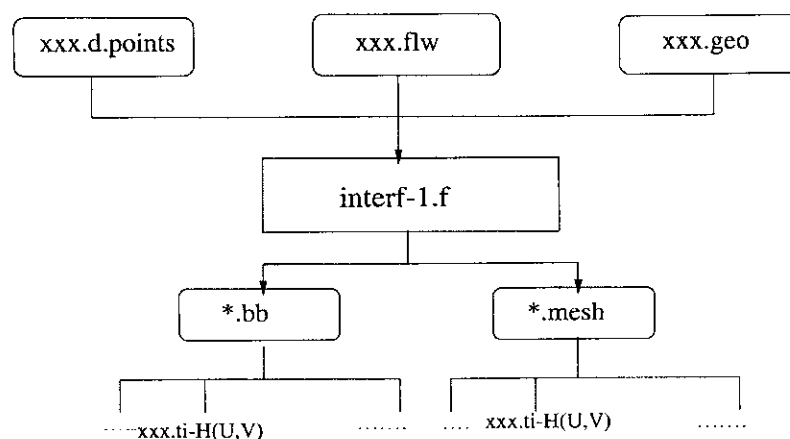 xxx.d.points
xxx.flw
xxx.geo
interf-1.f
*.bb
*.mesh
......xxx.ti-H(U,V) ....... .... xxx.ti-H(U,V) .......